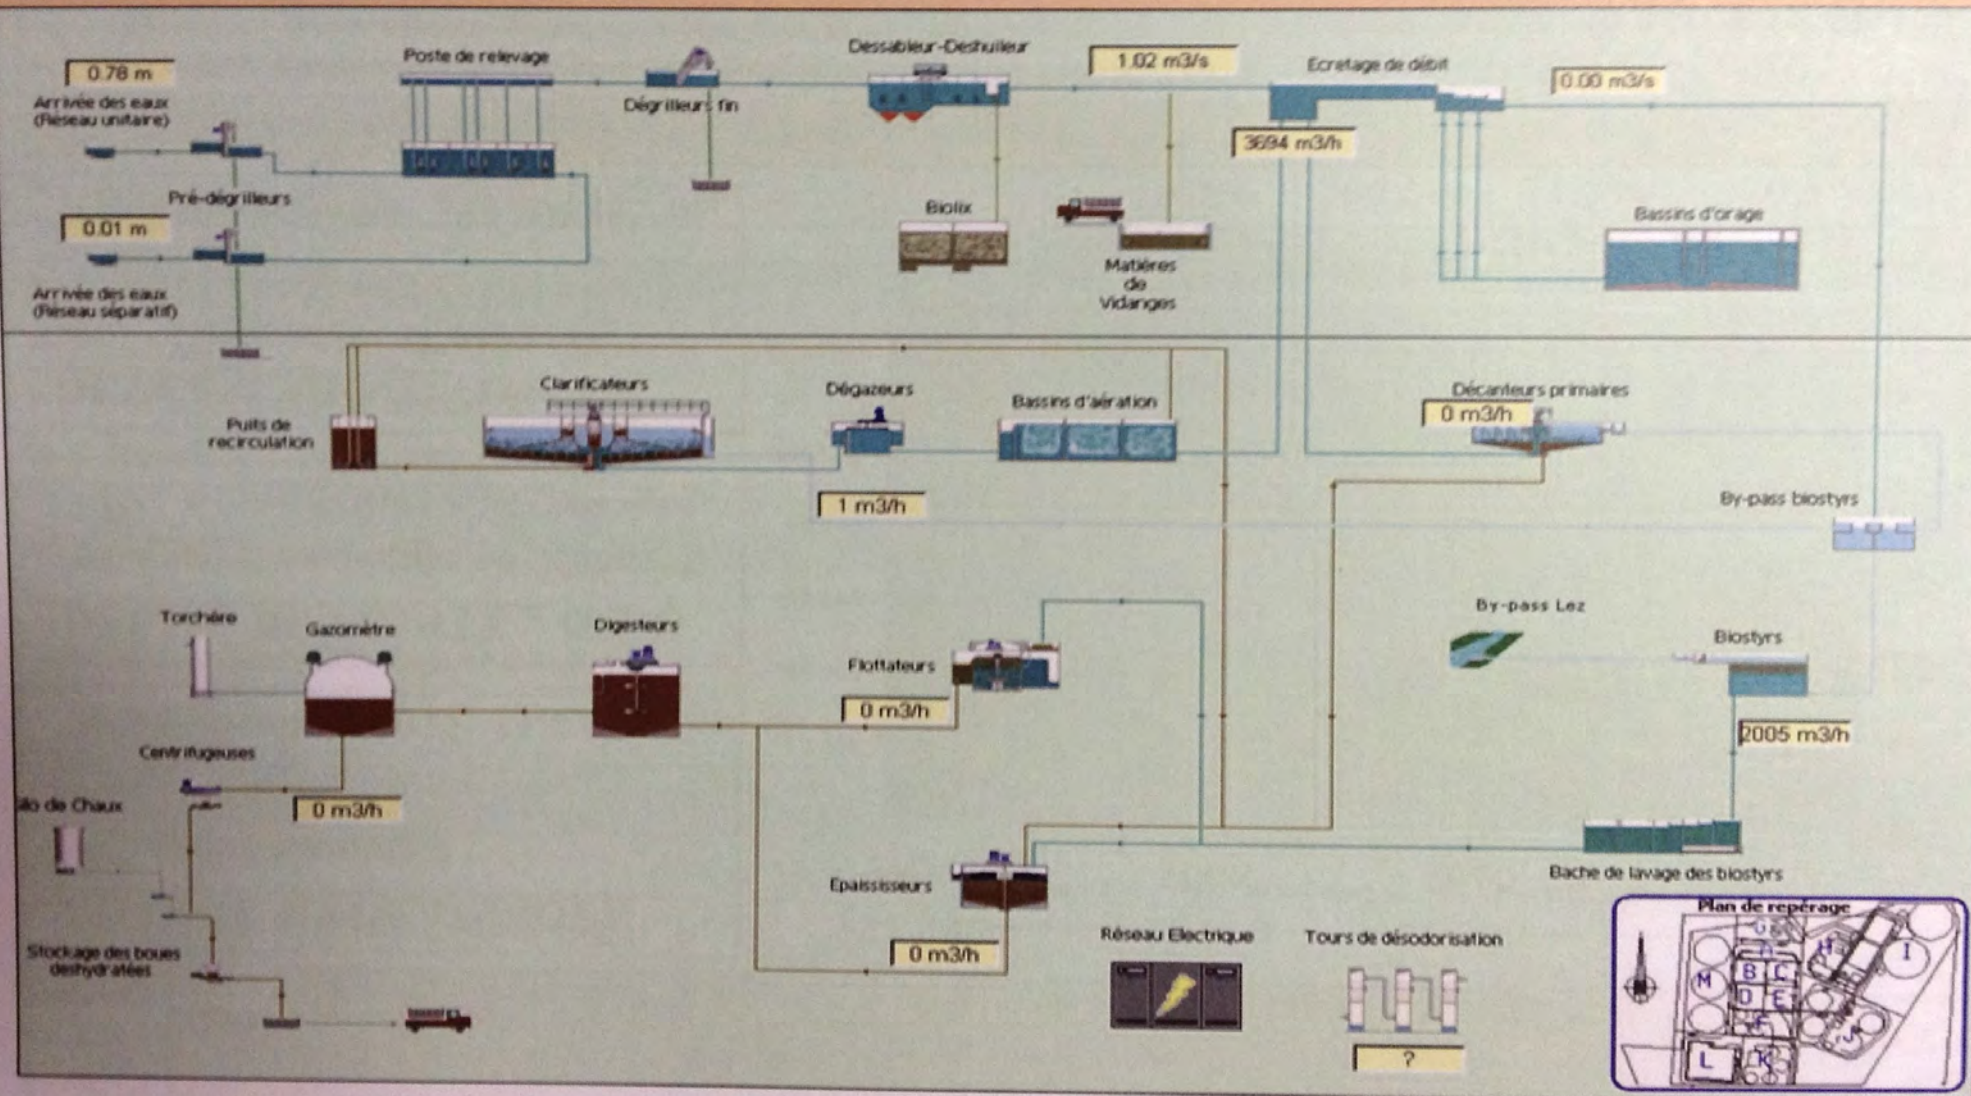 Poste de relevage
Dessableur-Deshuileur
1.02 m3/s
Ecretage de débit
0.00 m3/s
0.78 m
Arrivée des eaux
(Réseau unitaire)
Dégrilleurs fin
3694 m3/h
Pré-dégrilleurs
0.01 m
Biolix
Bassins d'orage
Matières
de
Vidanges
Arrivée des eaux
(Réseau séparatif)
Clarificateurs
Dégazeurs
Bassins d'aération
Décanteurs primaires
0 m3/h
Puits de
recirculation
1 m3/h
By-pass biostyrs
Torchère
Gazomètre
Digesteurs
Flottateurs
0 m3/h
By-pass Lez
Biostyrs
2005 m3/h
Centrifugeuses
0 m3/h
ilo de Chaux
Epaississeurs
0 m3/h
Bache de lavage des biostyrs
Stockage des boues
deshydratées
Réseau Electrique
Tours de désodorisation
?
Plan de repérage
G
A
H
I
B
C
M
D
E
F
J
L
K